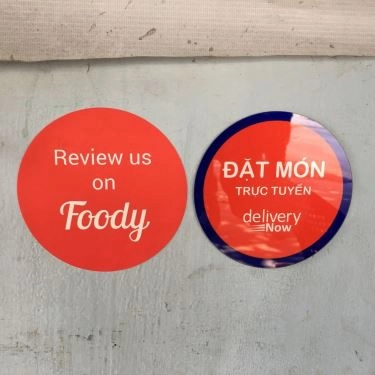 Review us
on
Foody
ĐẶT MÓN
TRỰC TUYẾN
delivery
Now